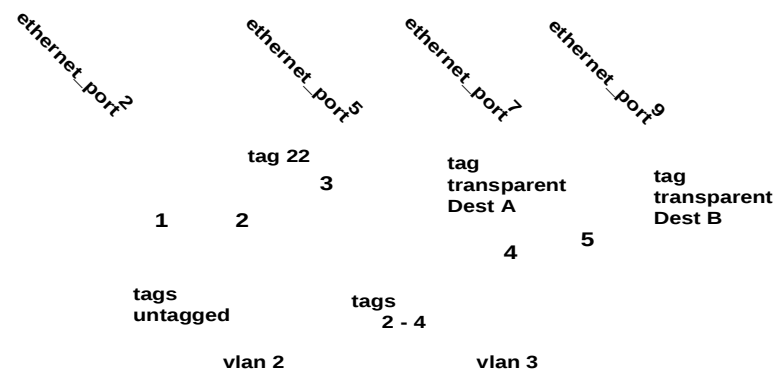 ethernet_port2
ethernet_port5
ethernet_port7
ethernet_port9
tag 22
3
tag
transparent
Dest A
tag
transparent
Dest B
1
2
4
5
tags
untagged
tags
2 - 4
vlan 2
vlan 3